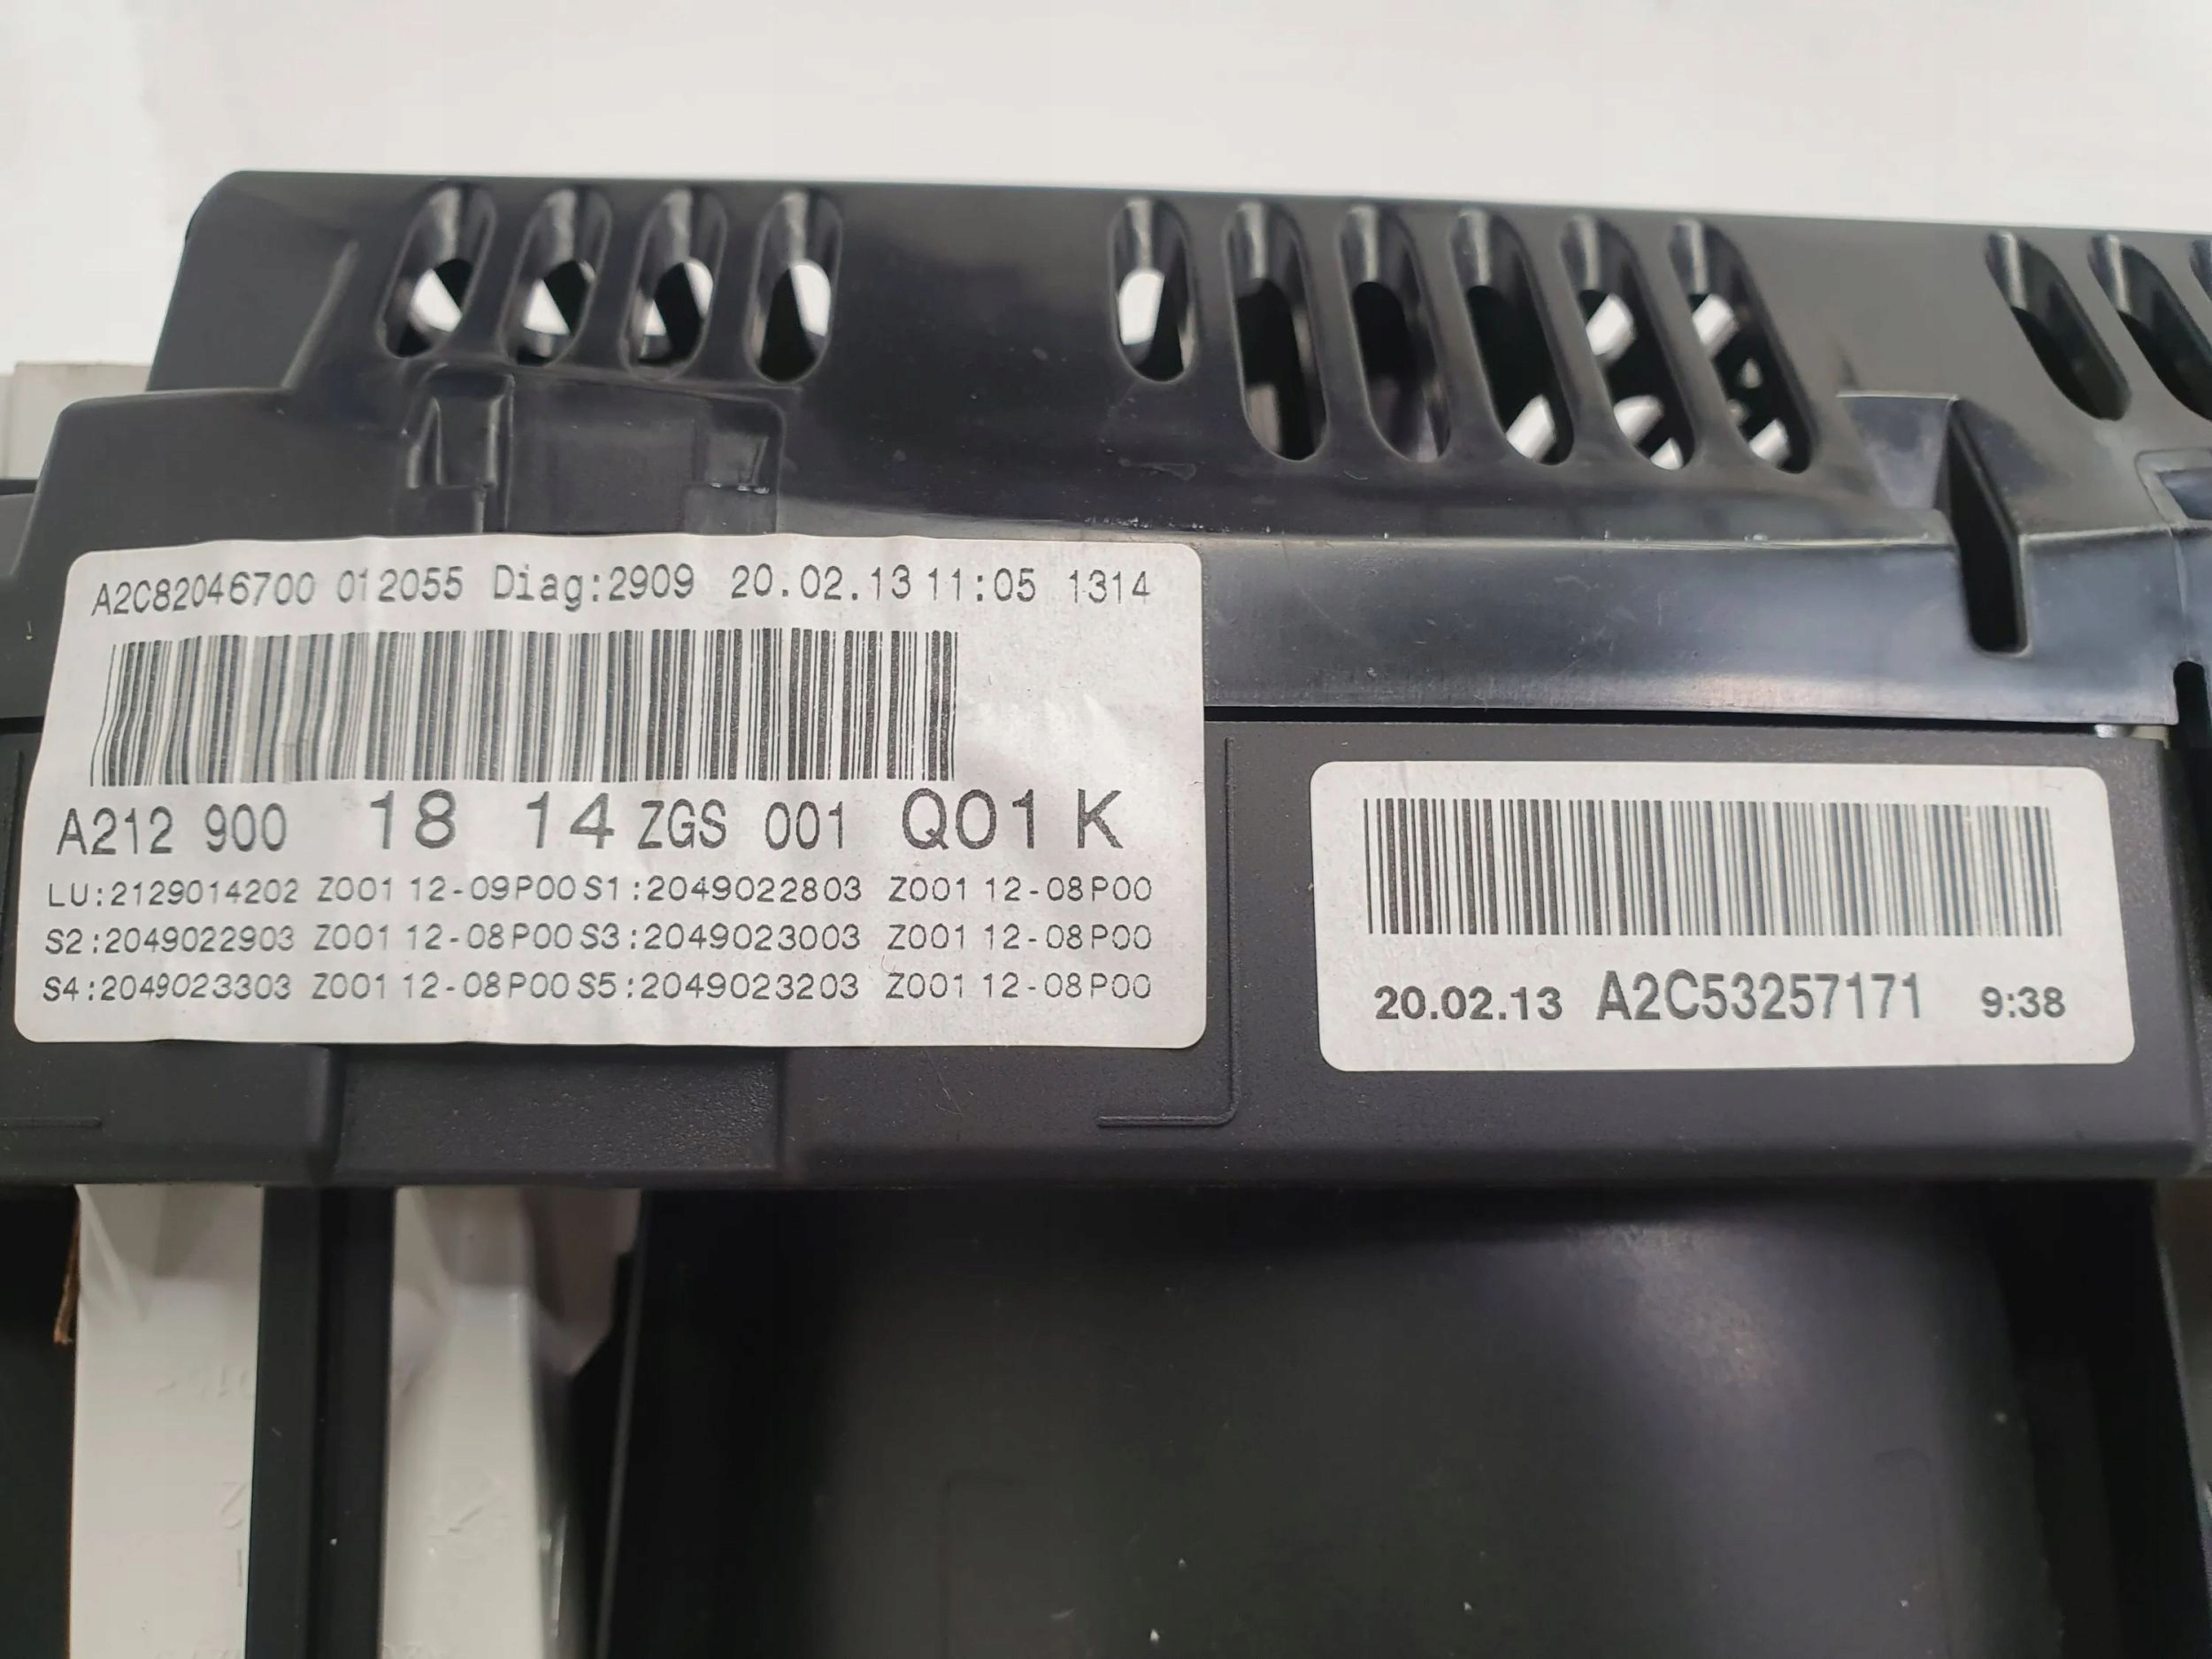 A2C82046700 012055 Diag:2909 20.02.13 11:05 1314
A212 900 18 14 ZGS 001 Q01 K
LU:2129014202 Z001 12-09P00 S1:2049022803 Z001 12-08P00
S2:2049022903 Z001 12-08P00 S3:2049023003 Z001 12-08P00
S4:2049023303 Z001 12-08P00 S5:2049023203 Z001 12-08P00
20.02.13 A2C53257171 9:38